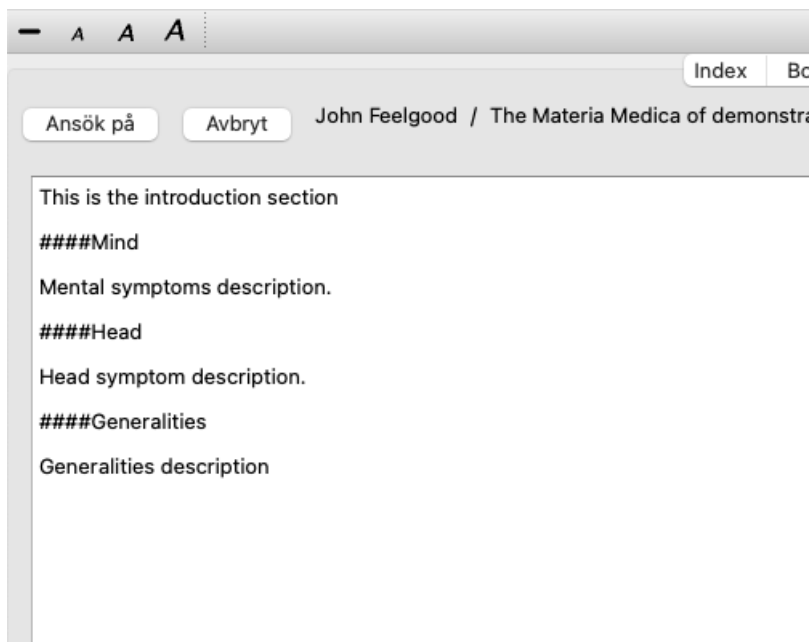 A A A
Index Bo
Ansök på Avbryt John Feelgood / The Materia Medica of demonstra
This is the introduction section
####Mind
Mental symptoms description.
####Head
Head symptom description.
####Generalities
Generalities description